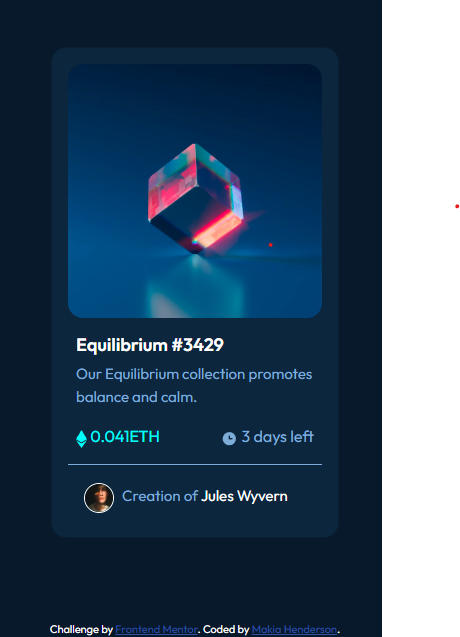 Equilibrium #3429
Our Equilibrium collection promotes
balance and calm.
0.041ETH 3 days left
Creation of Jules Wyvern
Challenge by Frontend Mentor. Coded by Makia Henderson.